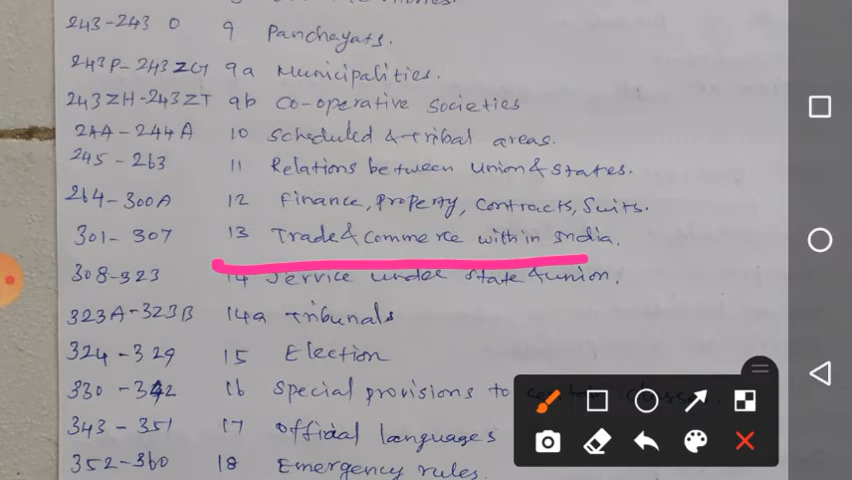 243-243 O 9 Panchayats.
243P-243ZG 9a Municipalities.
243ZH-243ZT 9b Co-operative Societies
244-244A 10 Scheduled & Tribal areas.
245-263 11 Relations between Union & States.
264-300A 12 Finance, Property, Contracts, Suits.
301-307 13 Trade & Commerce within India.
308-323 14 Service under State & union.
323A-323B 14a Tribunals
324-329 15 Election
330-342 16 Special provisions to
343-351 17 Official languages
352-360 18 Emergency rules.